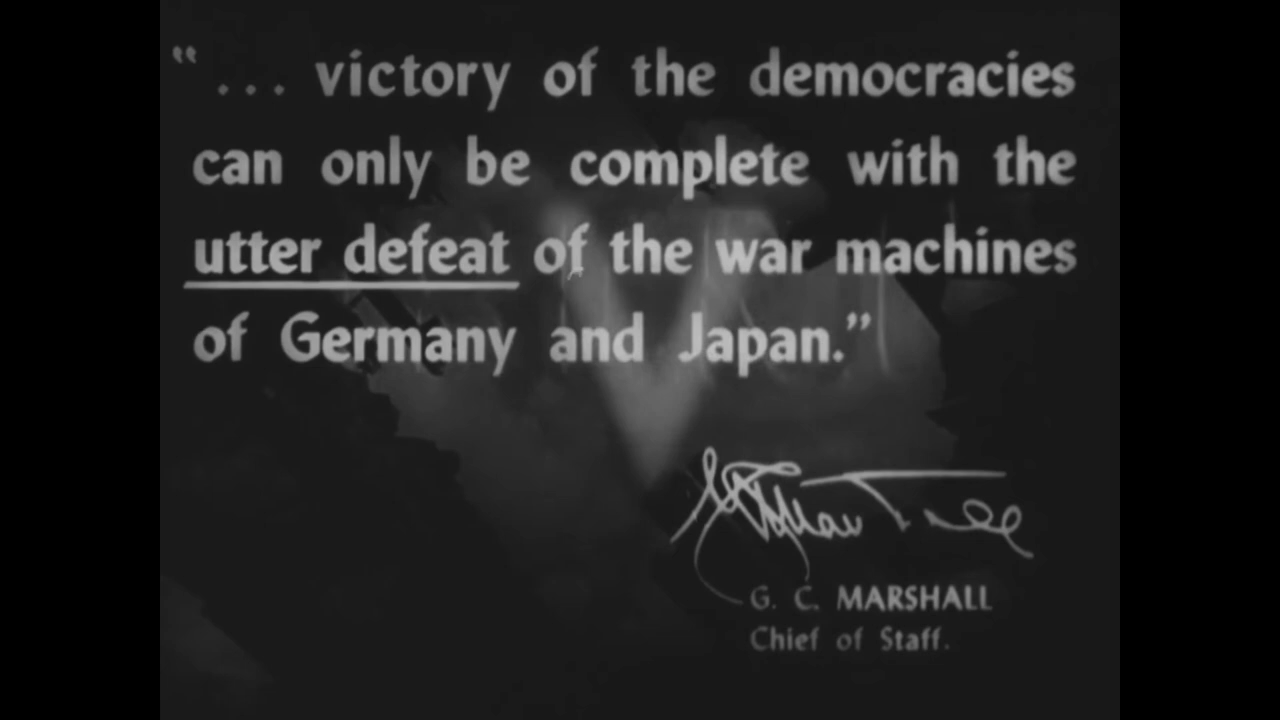 “... victory of the democracies
can only be complete with the
utter defeat of the war machines
of Germany and Japan.”
G. C. MARSHALL
Chief of Staff.